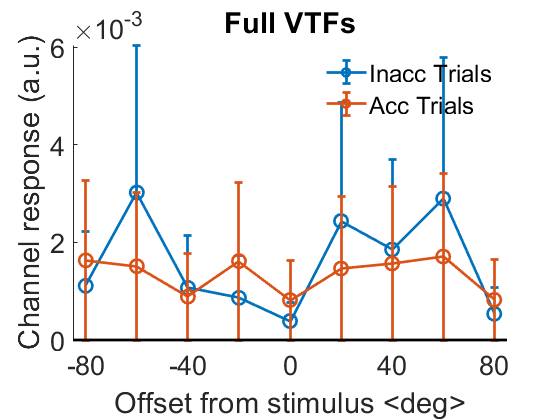 Full VTFs
×10-3
Channel response (a.u.)
6
4
2
0
Inacc Trials
Acc Trials
-80 -40 0 40 80
Offset from stimulus <deg>